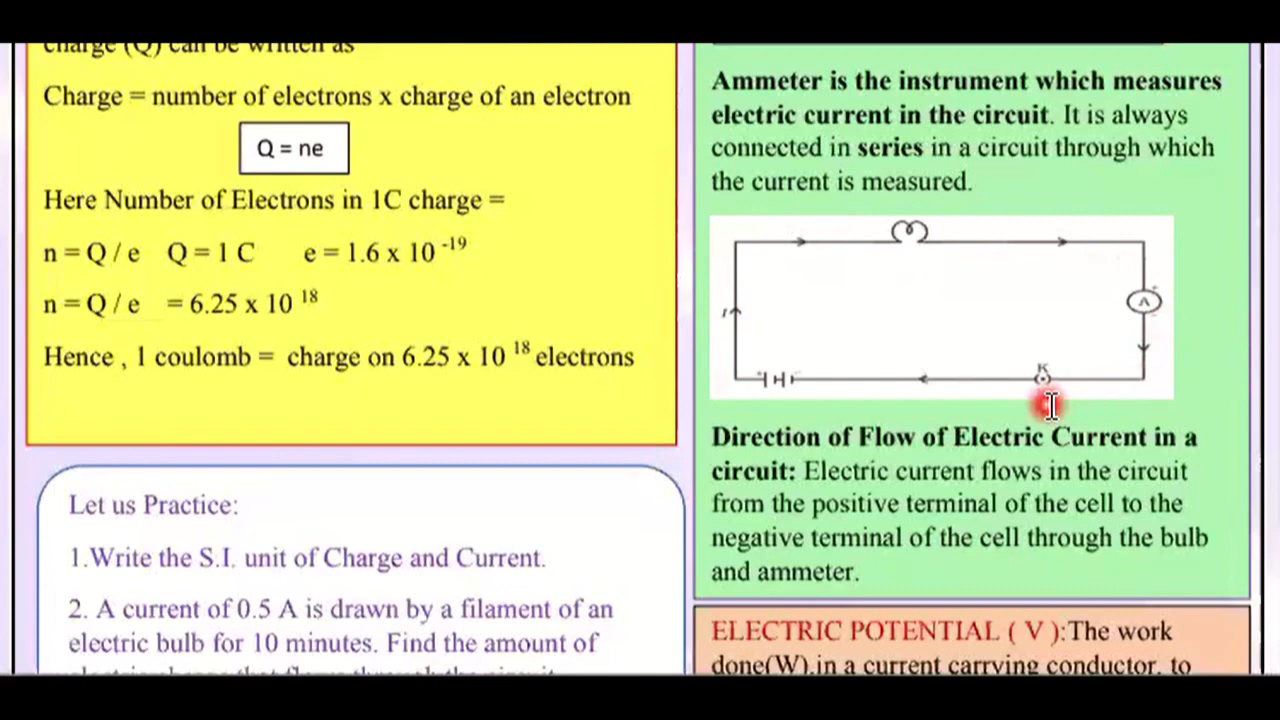 charge (Q) can be written as
Charge = number of electrons x charge of an electron
Q = ne
Here Number of Electrons in 1C charge =
n = Q / e Q = 1 C e = 1.6 x 10 -19
n = Q / e = 6.25 x 10 18
Hence , 1 coulomb = charge on 6.25 x 10 18 electrons
Let us Practice:
1.Write the S.I. unit of Charge and Current.
2. A current of 0.5 A is drawn by a filament of an
electric bulb for 10 minutes. Find the amount of
Ammeter is the instrument which measures
electric current in the circuit. It is always
connected in series in a circuit through which
the current is measured.
A
K
Direction of Flow of Electric Current in a
circuit: Electric current flows in the circuit
from the positive terminal of the cell to the
negative terminal of the cell through the bulb
and ammeter.
ELECTRIC POTENTIAL ( V ):The work
done(W).in a current carrying conductor, to